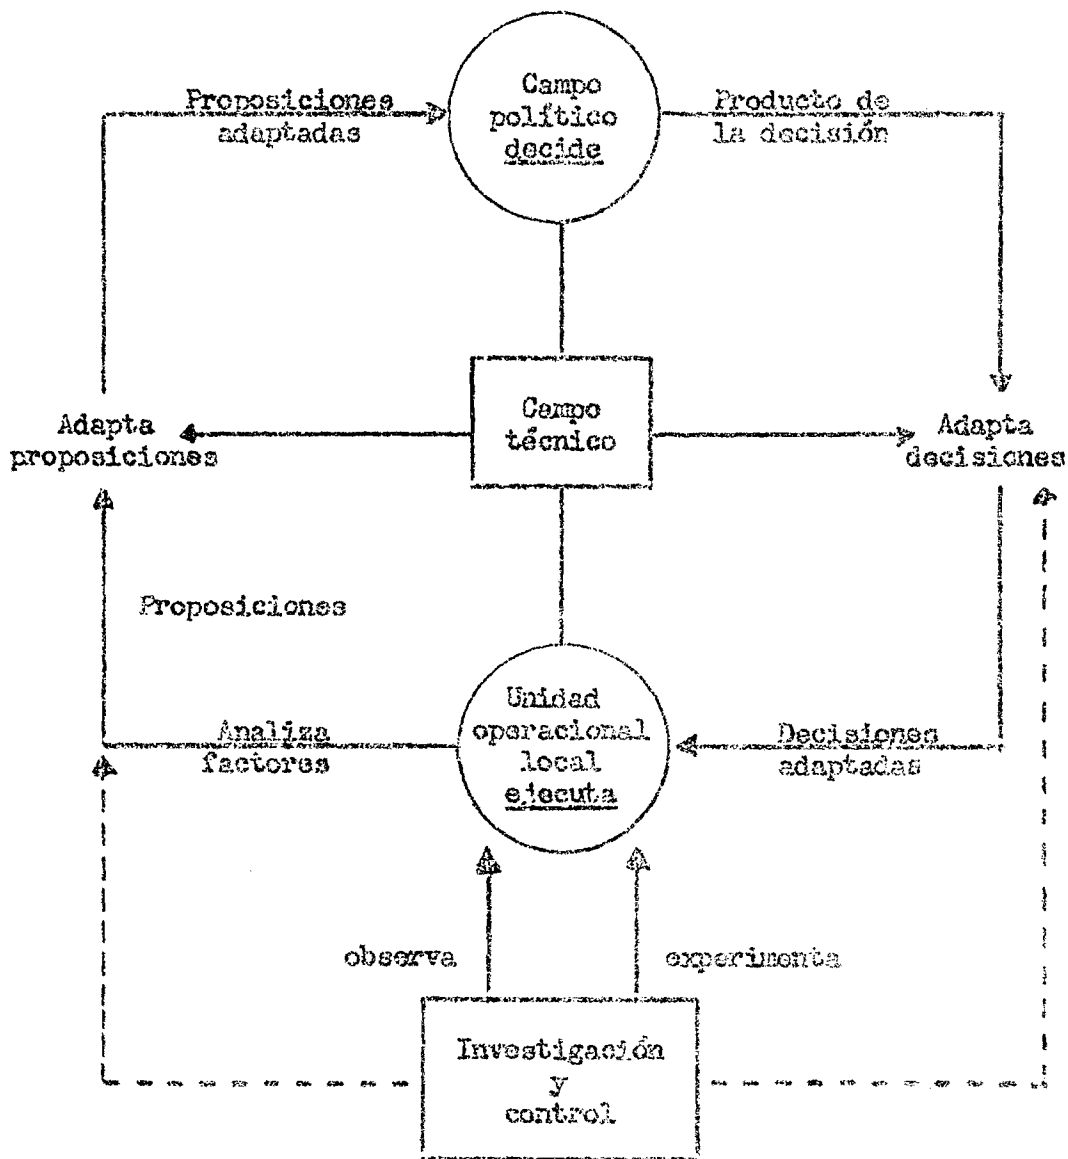 Proposiciones
adaptadas
Campo
político
decide
Producto de
la decisión
Adapta
proposiciones
Campo
técnico
Adapta
decisiones
Proposiciones
Analiza
factores
Unidad
operacional
local
ejecuta
Decisiones
adaptadas
observa
experimenta
Investigación
y
control